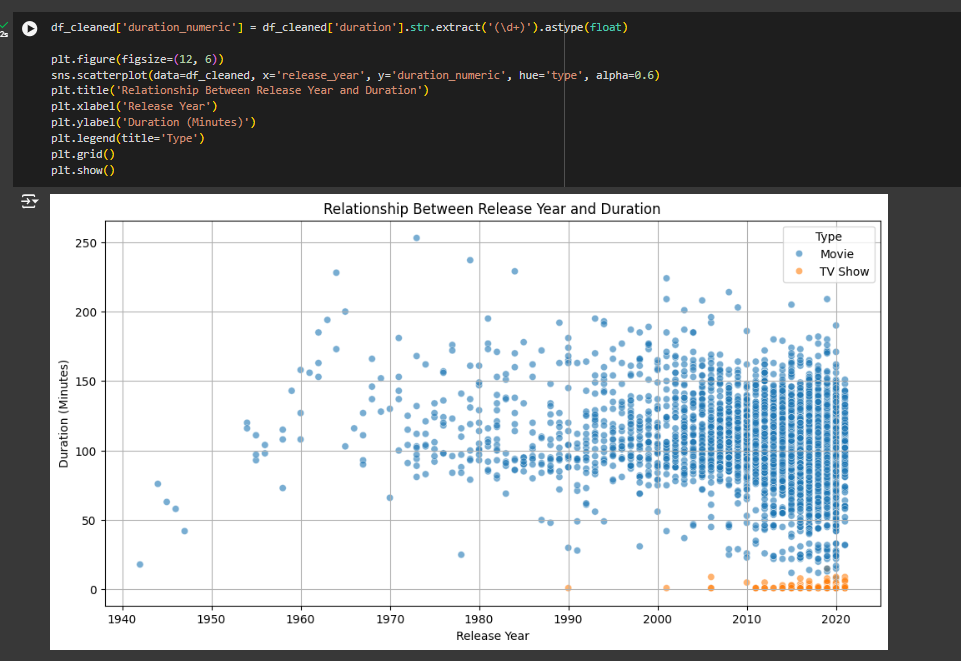 df_cleaned['duration_numeric'] = df_cleaned['duration'].str.extract('(\d+)').astype(float)
2s
plt.figure(figsize=(12, 6))
sns.scatterplot(data=df_cleaned, x='release_year', y='duration_numeric', hue='type', alpha=0.6)
plt.title('Relationship Between Release Year and Duration')
plt.xlabel('Release Year')
plt.ylabel('Duration (Minutes)')
plt.legend(title='Type')
plt.grid()
plt.show()
Relationship Between Release Year and Duration
Type
Movie
TV Show
Duration (Minutes)
250
200
150
100
50
0
1940 1950 1960 1970 1980 1990 2000 2010 2020
Release Year